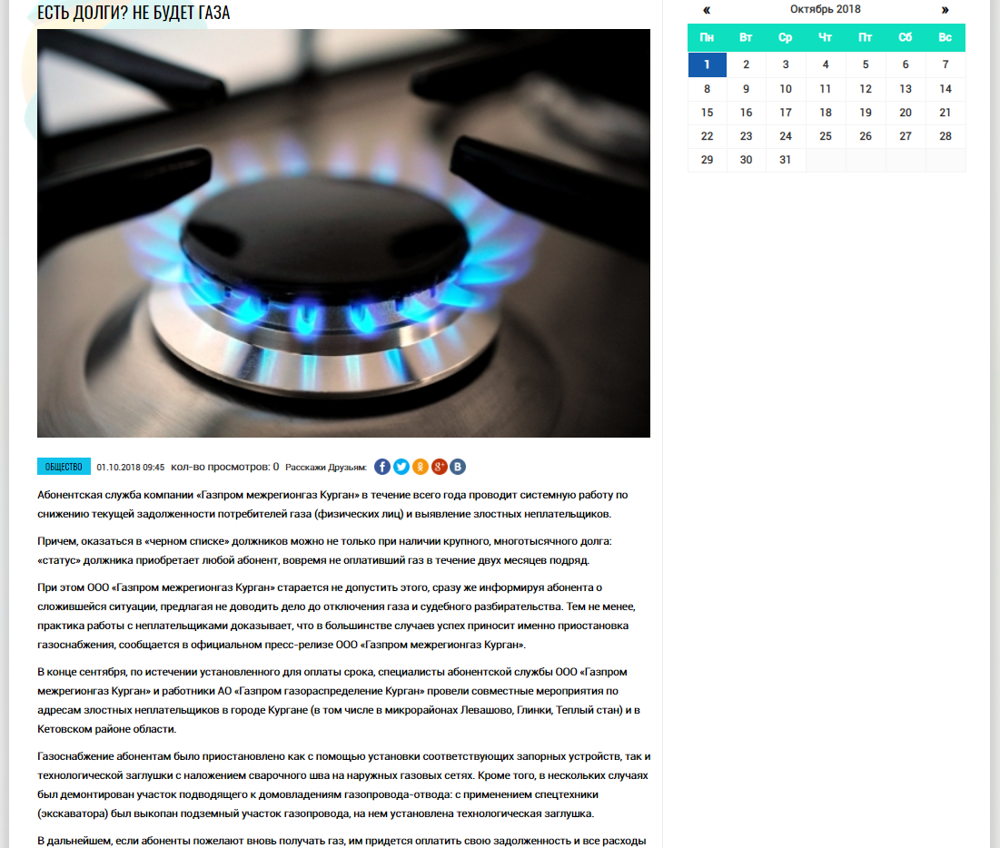 ЕСТЬ ДОЛГИ? НЕ БУДЕТ ГАЗА
ОБЩЕСТВО 01.10.2018 09:45 кол-во просмотров: 0 Расскажи Друзьям:
Абонентская служба компании «Газпром межрегионгаз Курган» в течение всего года проводит системную работу по
снижению текущей задолженности потребителей газа (физических лиц) и выявление злостных неплательщиков.
Причем, оказаться в «черном списке» должников можно не только при наличии крупного, многотысячного долга:
«статус» должника приобретает любой абонент, вовремя не оплативший газ в течение двух месяцев подряд.
При этом ООО «Газпром межрегионгаз Курган» старается не допустить этого, сразу же информируя абонента о
сложившейся ситуации, предлагая не доводить дело до отключения газа и судебного разбирательства. Тем не менее,
практика работы с неплательщиками доказывает, что в большинстве случаев успех приносит именно приостановка
газоснабжения, сообщается в официальном пресс-релизе ООО «Газпром межрегионгаз Курган».
В конце сентября, по истечении установленного для оплаты срока, специалисты абонентской службы ООО «Газпром
межрегионгаз Курган» и работники АО «Газпром газораспределение Курган» провели совместные мероприятия по
адресам злостных неплательщиков в городе Кургане (в том числе в микрорайонах Левашово, Глинки, Теплый стан) и в
Кетовском районе области.
Газоснабжение абонентам было приостановлено как с помощью установки соответствующих запорных устройств, так и
технологической заглушки с наложением сварочного шва на наружных газовых сетях. Кроме того, в нескольких случаях
был демонтирован участок подводящего к домовладениям газопровода-отвода: с применением спецтехники
(экскаватора) был выкопан подземный участок газопровода, на нем установлена технологическая заглушка.
В дальнейшем, если абоненты пожелают вновь получать газ, им придется оплатить свою задолженность и все расходы
« Октябрь 2018 »
Пн Вт Ср Чт Пт Сб Вс
1 2 3 4 5 6 7
8 9 10 11 12 13 14
15 16 17 18 19 20 21
22 23 24 25 26 27 28
29 30 31